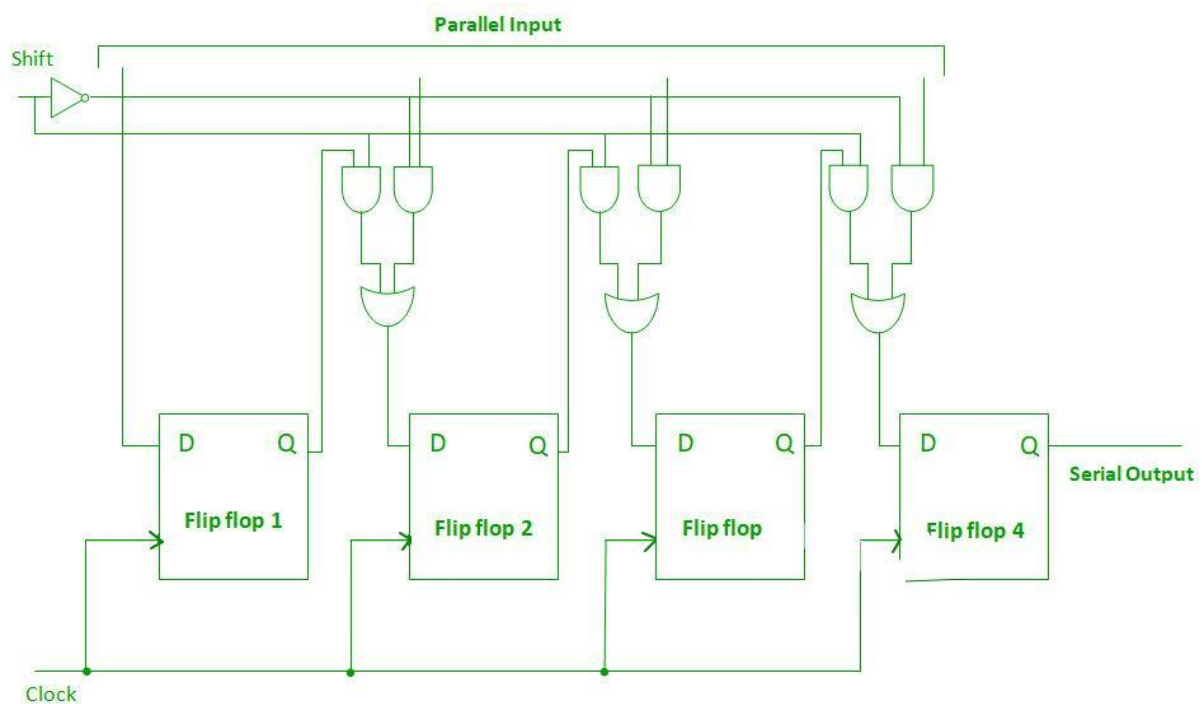 Parallel Input
Shift
D Q
D Q
D Q
D Q
Serial Output
Flip flop 1
Flip flop 2
Flip flop
Flip flop 4
Clock